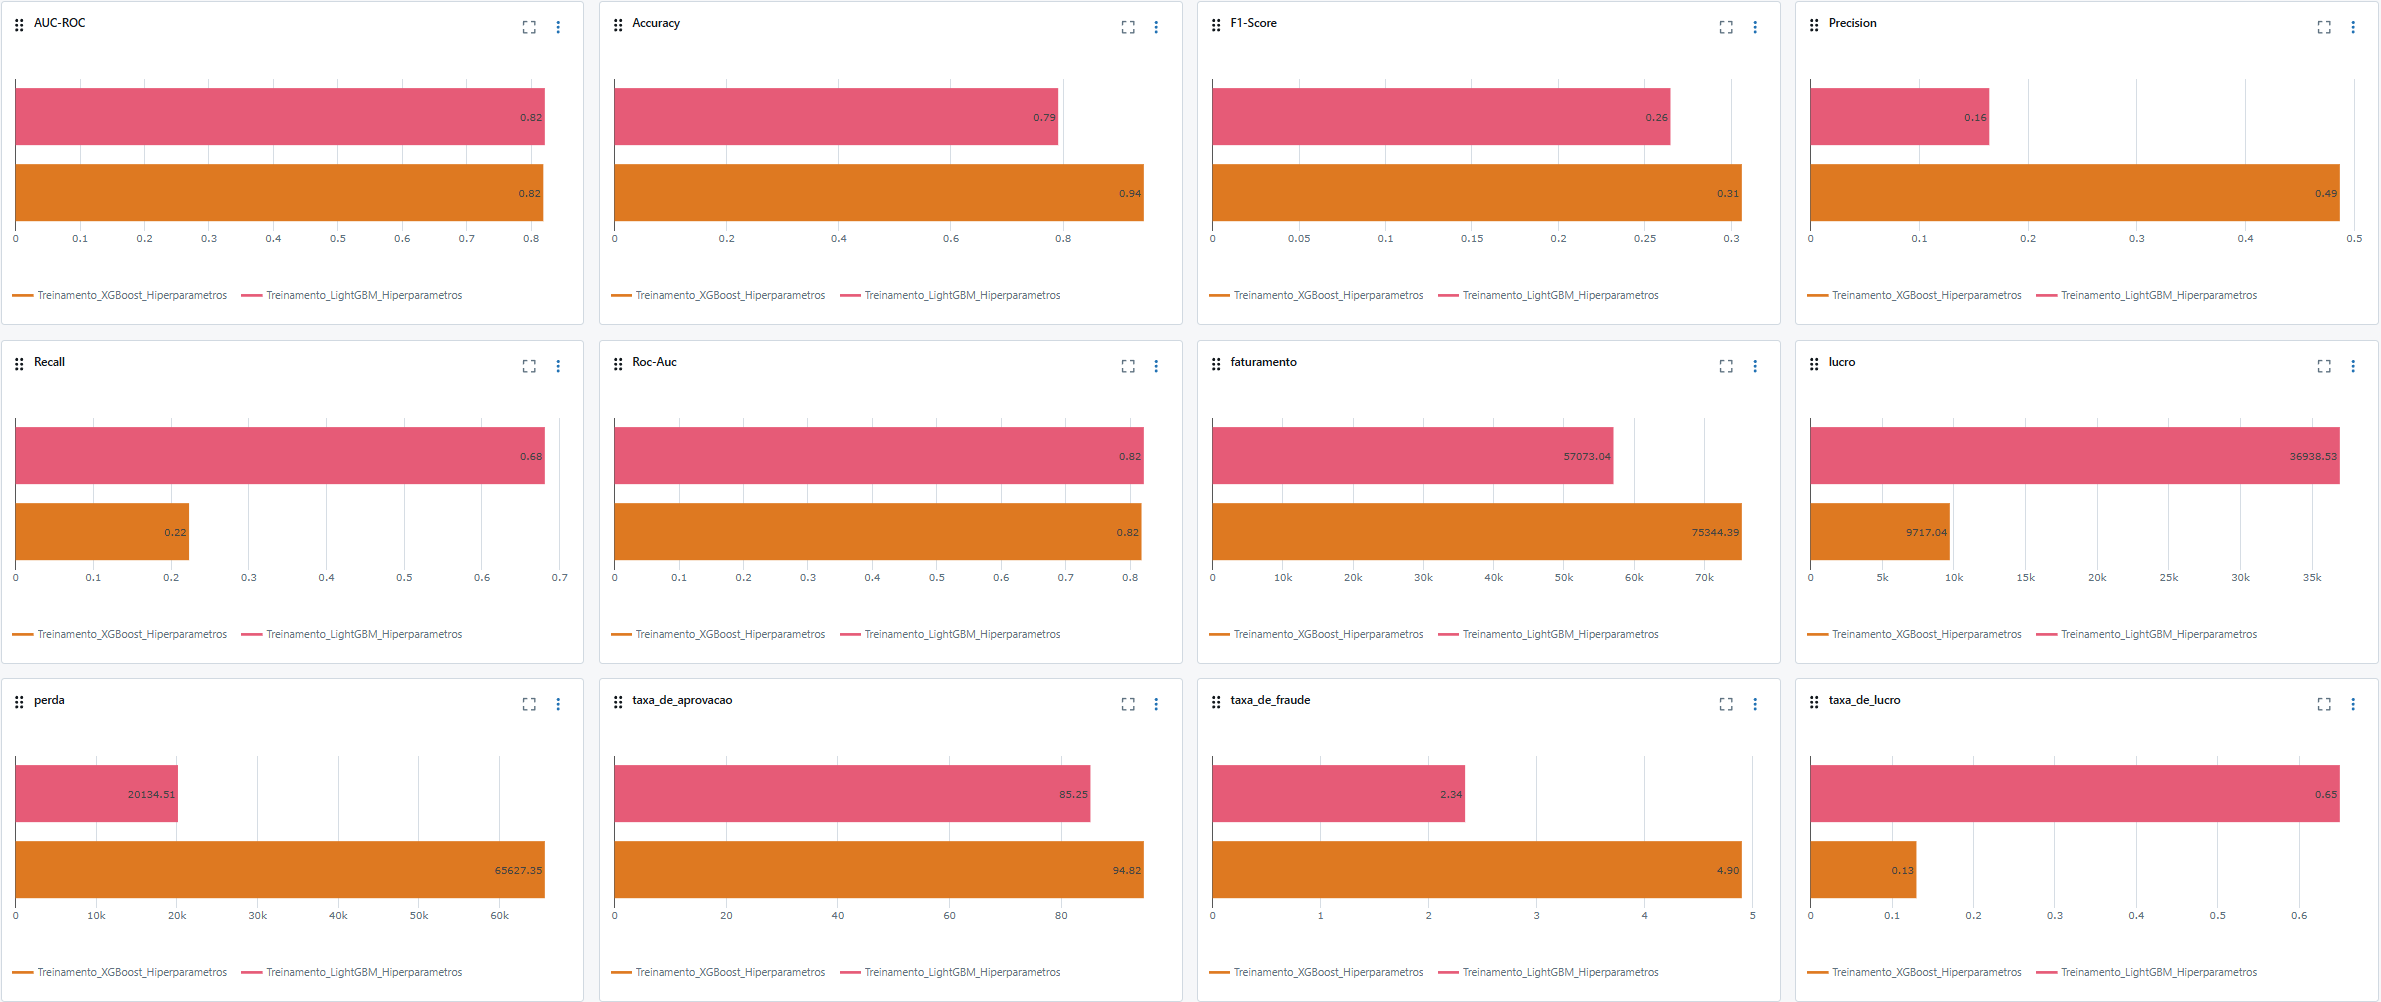 AUC-ROC
0.82
0.82
0 0.1 0.2 0.3 0.4 0.5 0.6 0.7 0.8
Treinamento_XGBoost_Hiperparametros Treinamento_LightGBM_Hiperparametros
Accuracy
0.79
0.94
0 0.2 0.4 0.6 0.8
Treinamento_XGBoost_Hiperparametros Treinamento_LightGBM_Hiperparametros
F1-Score
0.26
0.31
0 0.05 0.1 0.15 0.2 0.25 0.3
Treinamento_XGBoost_Hiperparametros Treinamento_LightGBM_Hiperparametros
Precision
0.16
0.49
0 0.1 0.2 0.3 0.4 0.5
Treinamento_XGBoost_Hiperparametros Treinamento_LightGBM_Hiperparametros
Recall
0.68
0.22
0 0.1 0.2 0.3 0.4 0.5 0.6 0.7
Treinamento_XGBoost_Hiperparametros Treinamento_LightGBM_Hiperparametros
Roc-Auc
0.82
0.82
0 0.1 0.2 0.3 0.4 0.5 0.6 0.7 0.8
Treinamento_XGBoost_Hiperparametros Treinamento_LightGBM_Hiperparametros
faturamento
57073.04
75344.39
0 10k 20k 30k 40k 50k 60k 70k
Treinamento_XGBoost_Hiperparametros Treinamento_LightGBM_Hiperparametros
lucro
36938.53
9717.04
0 5k 10k 15k 20k 25k 30k 35k
Treinamento_XGBoost_Hiperparametros Treinamento_LightGBM_Hiperparametros
perda
20134.51
65627.35
0 10k 20k 30k 40k 50k 60k
Treinamento_XGBoost_Hiperparametros Treinamento_LightGBM_Hiperparametros
taxa_de_aprovacao
85.25
94.82
0 20 40 60 80
Treinamento_XGBoost_Hiperparametros Treinamento_LightGBM_Hiperparametros
taxa_de_fraude
2.34
4.90
0 1 2 3 4 5
Treinamento_XGBoost_Hiperparametros Treinamento_LightGBM_Hiperparametros
taxa_de_lucro
0.65
0.13
0 0.1 0.2 0.3 0.4 0.5 0.6
Treinamento_XGBoost_Hiperparametros Treinamento_LightGBM_Hiperparametros